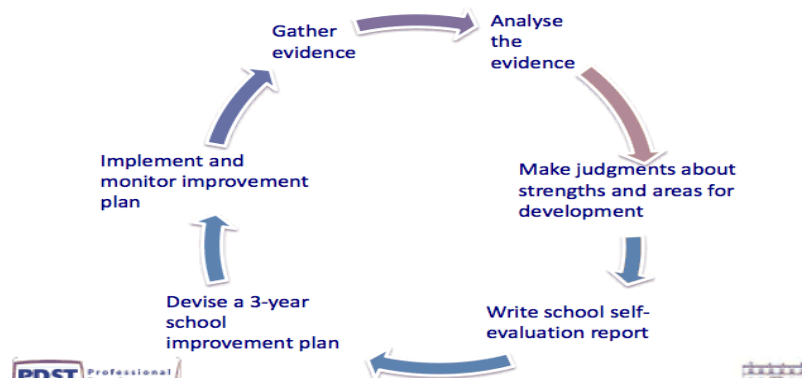 Gather
evidence
Analyse
the
evidence
Make judgments about
strengths and areas for
development
Write school self-
evaluation report
Devise a 3-year
school
improvement plan
Implement and
monitor improvement
plan
PDST Professional